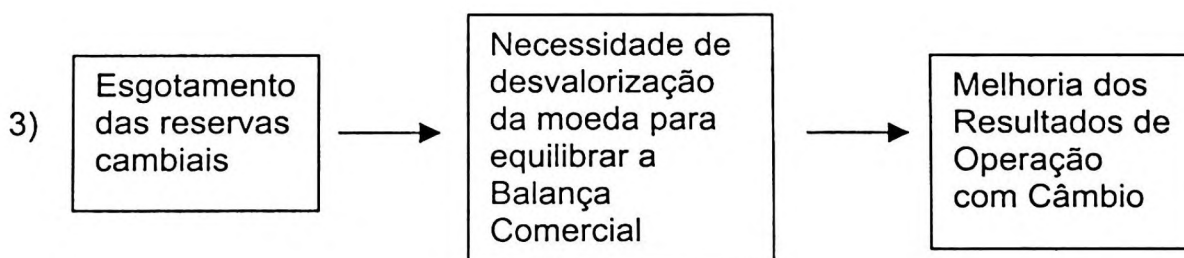 3)
Esgotamento
das reservas
cambiais
Necessidade de
desvalorização
da moeda para
equilibrar a
Balança
Comercial
Melhoria dos
Resultados de
Operação
com Câmbio